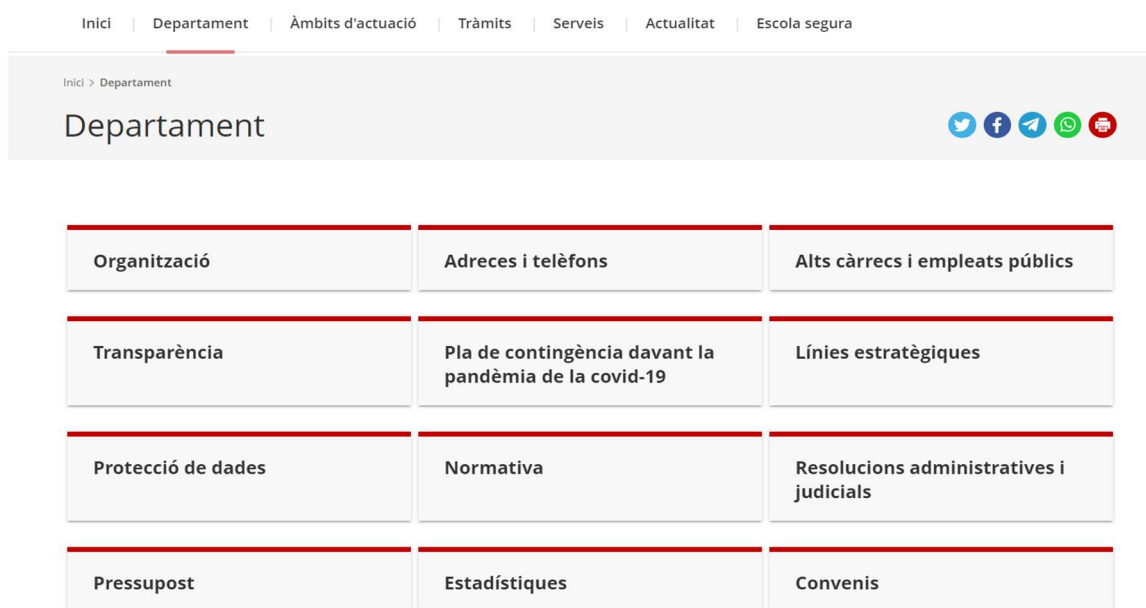 Inici | Departament | Àmbits d'actuació | Tràmits | Serveis | Actualitat | Escola segura
Inici > Departament
Departament
Organització
Adreces i telèfons
Alts càrrecs i empleats públics
Transparència
Pla de contingència davant la
pandèmia de la covid-19
Línies estratègiques
Protecció de dades
Normativa
Resolucions administratives i
judicials
Pressupost
Estadístiques
Convenis